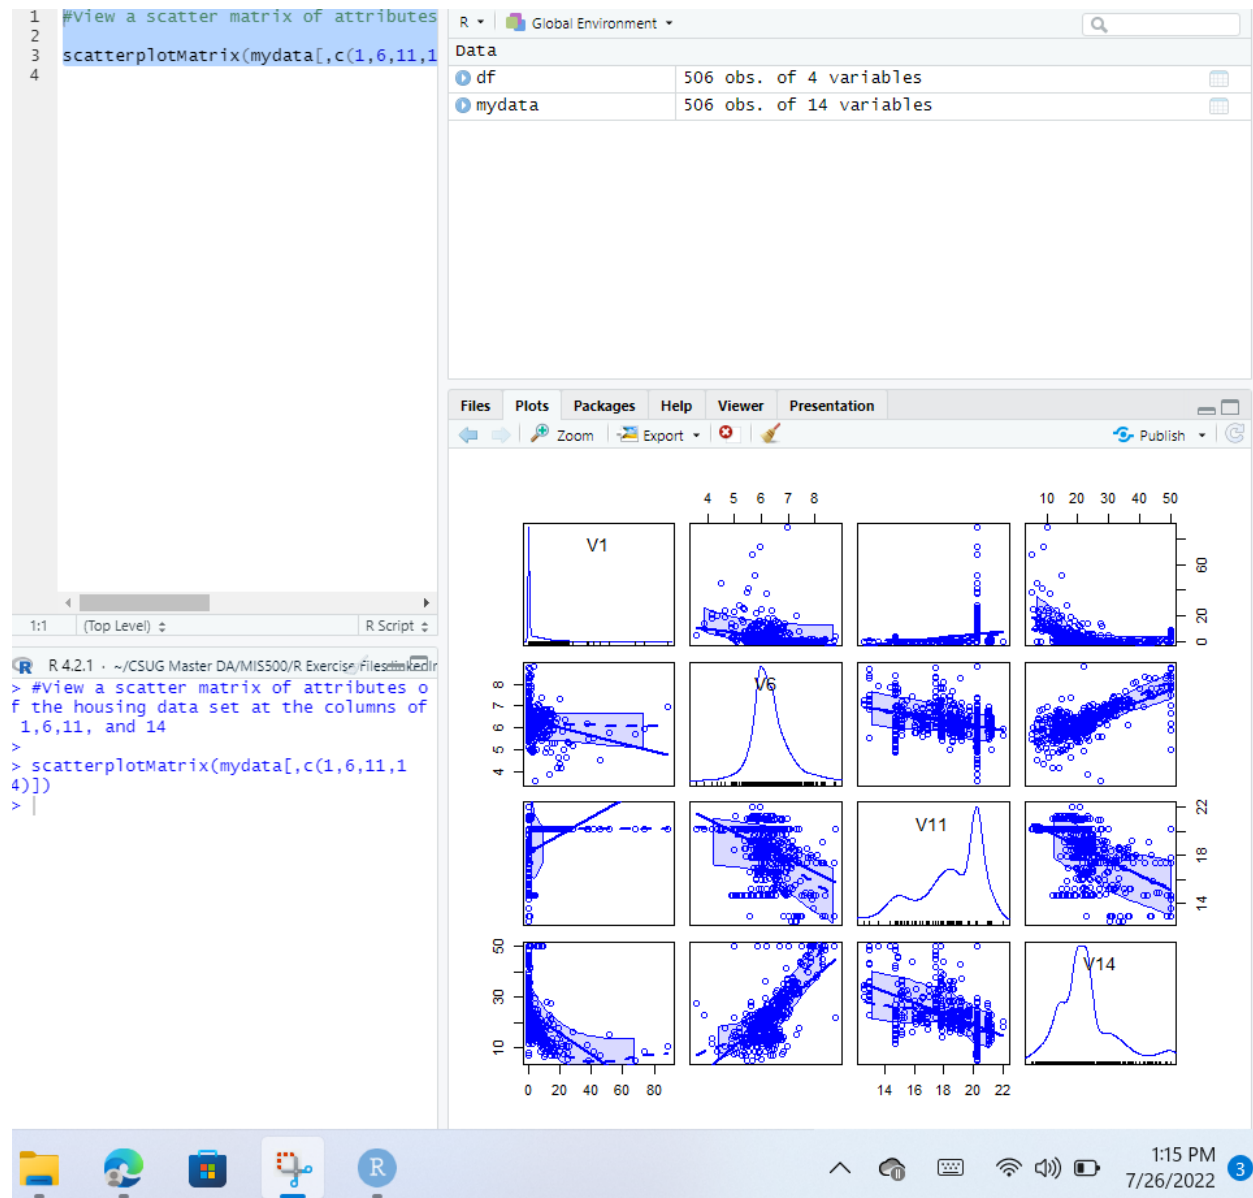 1 #View a scatter matrix of attributes
2
3 scatterplotMatrix(mydata[,c(1,6,11,1
4
1:1 (Top Level) R Script
R 4.2.1 · ~/CSUG Master DA/MIS500/R Exercise
> #View a scatter matrix of attributes o
f the housing data set at the columns of
1,6,11, and 14
>
> scatterplotMatrix(mydata[,c(1,6,11,1
4)])
>
R Global Environment
Data
df 506 obs. of 4 variables
mydata 506 obs. of 14 variables
Files Plots Packages Help Viewer Presentation
Zoom Export Publish
4 5 6 7 8 10 20 30 40 50
V1
0 20 60
V6
4 5 6 7 8
V11
14 18 22
V14
10 30 50
0 20 40 60 80 14 16 18 20 22
R
1:15 PM
7/26/2022
3